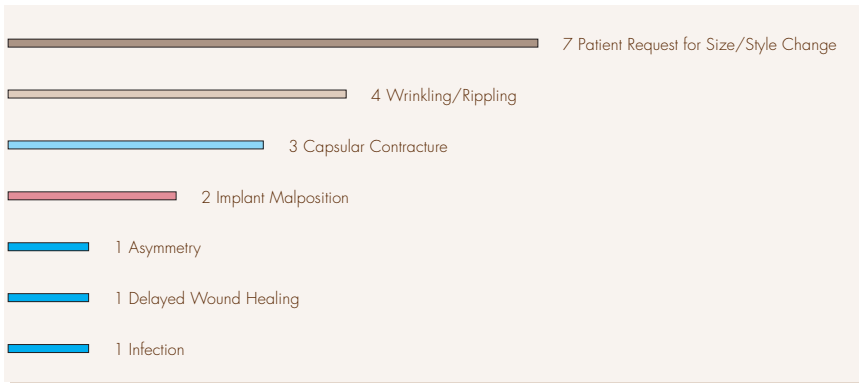 7 Patient Request for Size/Style Change
4 Wrinkling/Rippling
3 Capsular Contracture
2 Implant Malposition
1 Asymmetry
1 Delayed Wound Healing
1 Infection